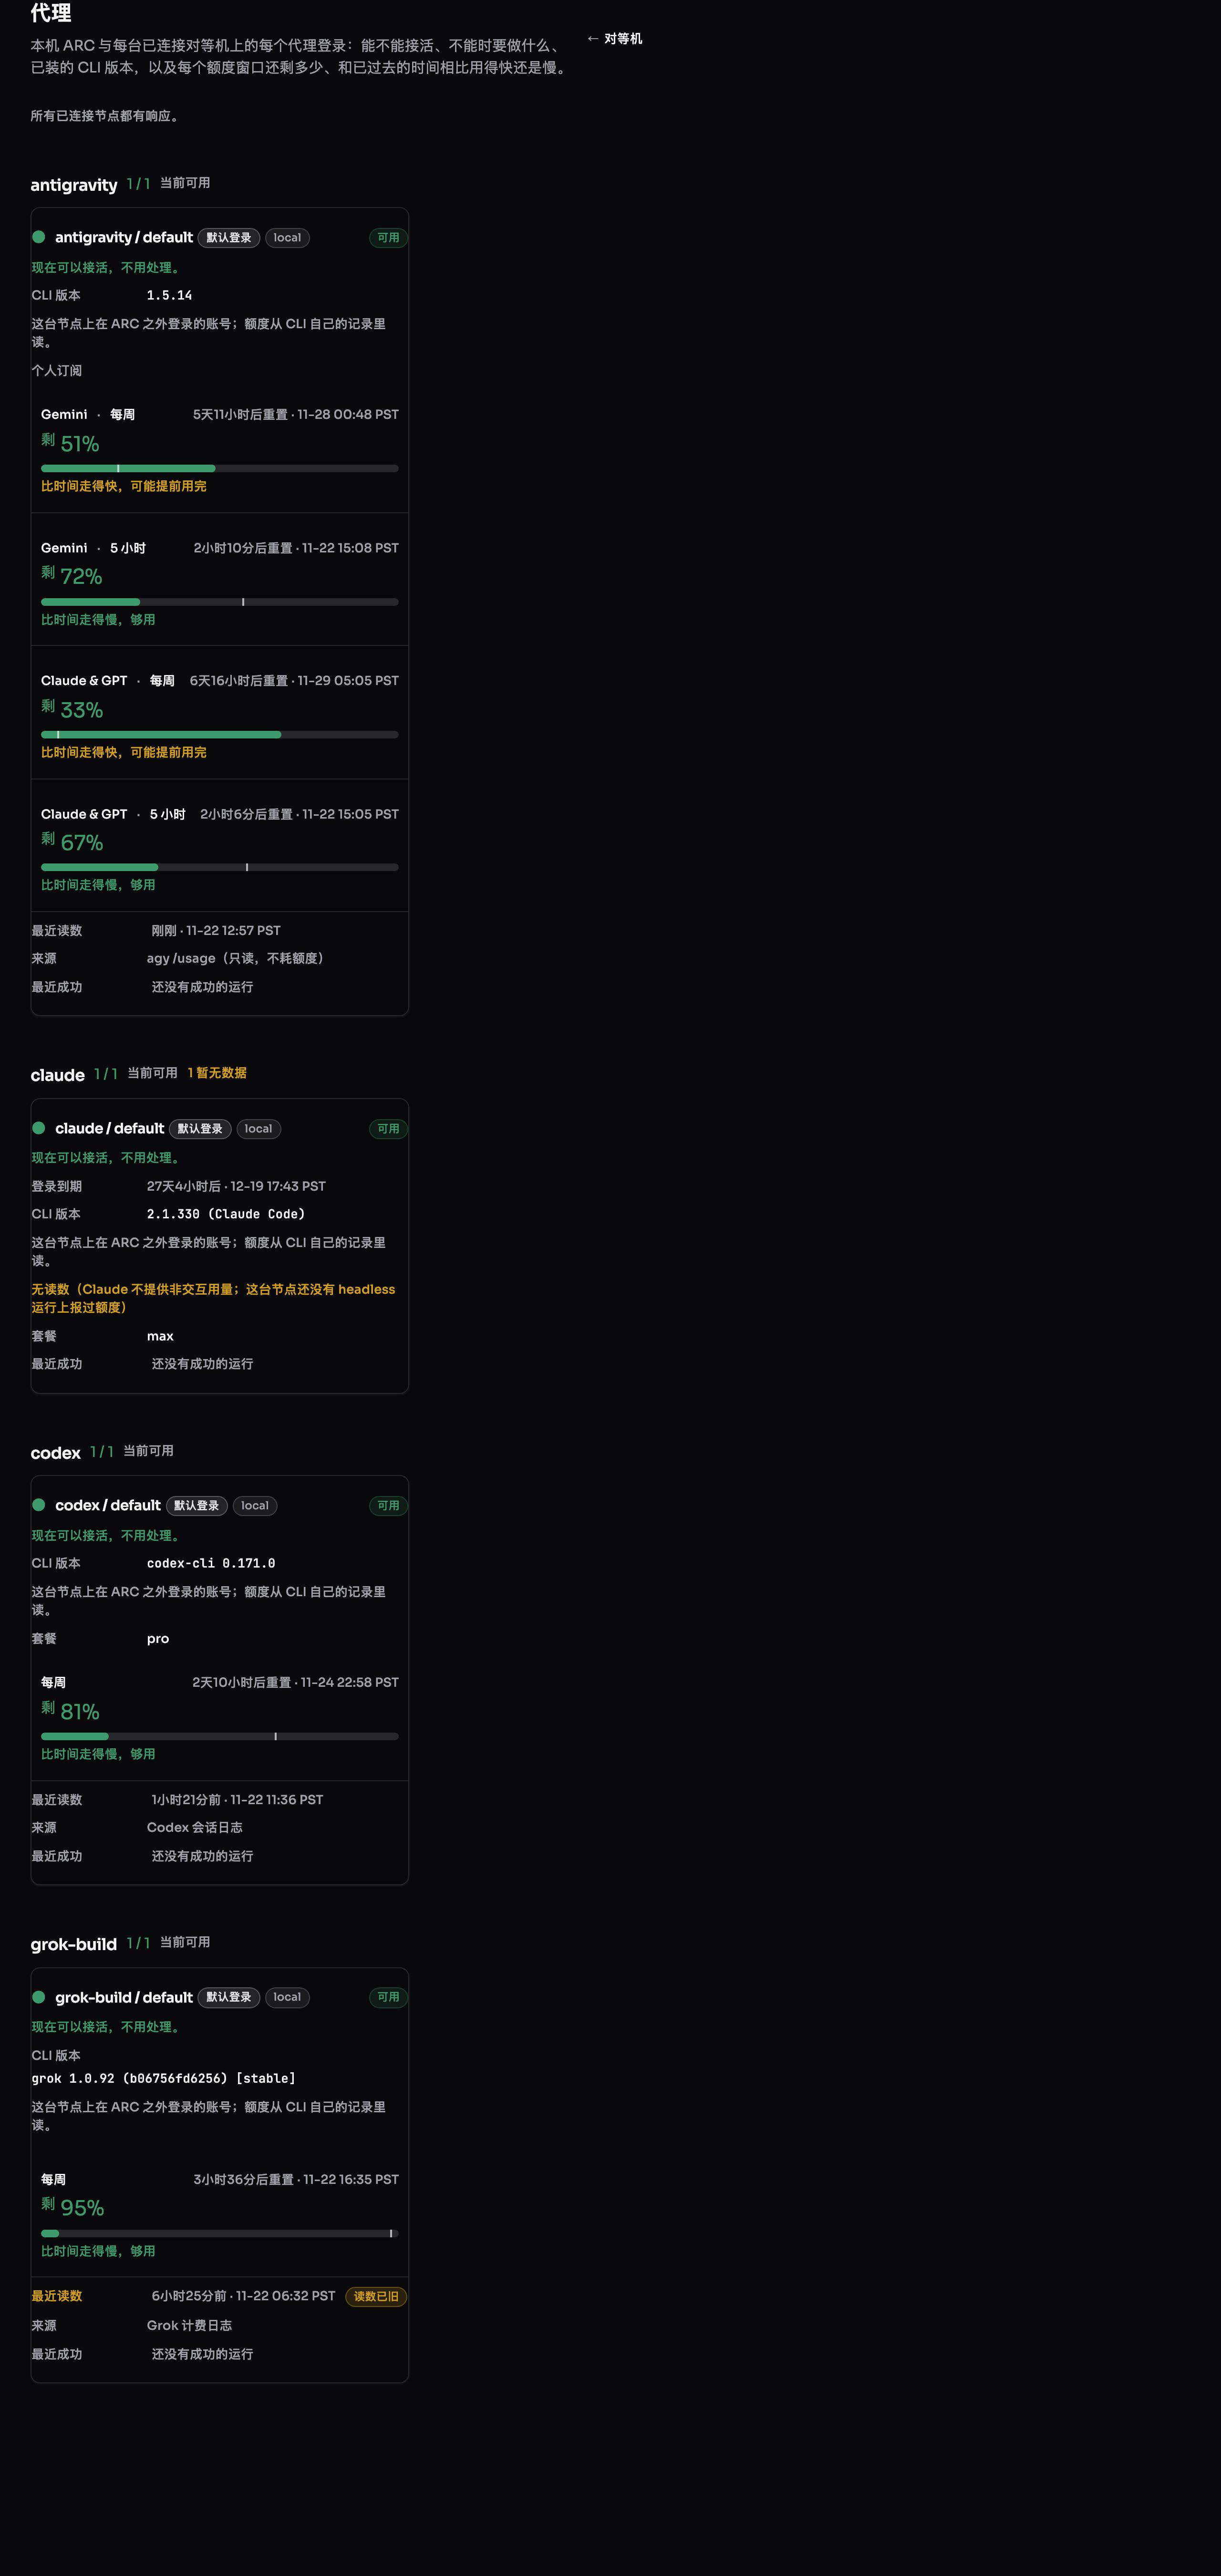 代理
本机 ARC 与每台已连接对等机上的每个代理登录：能不能接活、不能时要做什么、
已装的 CLI 版本，以及每个额度窗口还剩多少、和已过去的时间相比用得快还是慢。
← 对等机
所有已连接节点都有响应。
antigravity 1 / 1 当前可用
antigravity / default 默认登录 local 可用
现在可以接活，不用处理。
CLI 版本 1.5.14
这台节点上在 ARC 之外登录的账号；额度从 CLI 自己的记录里
读。
个人订阅
Gemini · 每周 5天11小时后重置 · 11-28 00:48 PST
剩 51%
比时间走得快，可能提前用完
Gemini · 5 小时 2小时10分后重置 · 11-22 15:08 PST
剩 72%
比时间走得慢，够用
Claude & GPT · 每周 6天16小时后重置 · 11-29 05:05 PST
剩 33%
比时间走得快，可能提前用完
Claude & GPT · 5 小时 2小时6分后重置 · 11-22 15:05 PST
剩 67%
比时间走得慢，够用
最近读数 刚刚 · 11-22 12:57 PST
来源 agy /usage（只读，不耗额度）
最近成功 还没有成功的运行
claude 1 / 1 当前可用 1 暂无数据
claude / default 默认登录 local 可用
现在可以接活，不用处理。
登录到期 27天4小时后 · 12-19 17:43 PST
CLI 版本 2.1.330 (Claude Code)
这台节点上在 ARC 之外登录的账号；额度从 CLI 自己的记录里
读。
无读数（Claude 不提供非交互用量；这台节点还没有 headless
运行上报过额度）
套餐 max
最近成功 还没有成功的运行
codex 1 / 1 当前可用
codex / default 默认登录 local 可用
现在可以接活，不用处理。
CLI 版本 codex-cli 0.171.0
这台节点上在 ARC 之外登录的账号；额度从 CLI 自己的记录里
读。
套餐 pro
每周 2天10小时后重置 · 11-24 22:58 PST
剩 81%
比时间走得慢，够用
最近读数 1小时21分前 · 11-22 11:36 PST
来源 Codex 会话日志
最近成功 还没有成功的运行
grok-build 1 / 1 当前可用
grok-build / default 默认登录 local 可用
现在可以接活，不用处理。
CLI 版本
grok 1.0.92 (b06756fd6256) [stable]
这台节点上在 ARC 之外登录的账号；额度从 CLI 自己的记录里
读。
每周 3小时36分后重置 · 11-22 16:35 PST
剩 95%
比时间走得慢，够用
最近读数 6小时25分前 · 11-22 06:32 PST 读数已旧
来源 Grok 计费日志
最近成功 还没有成功的运行